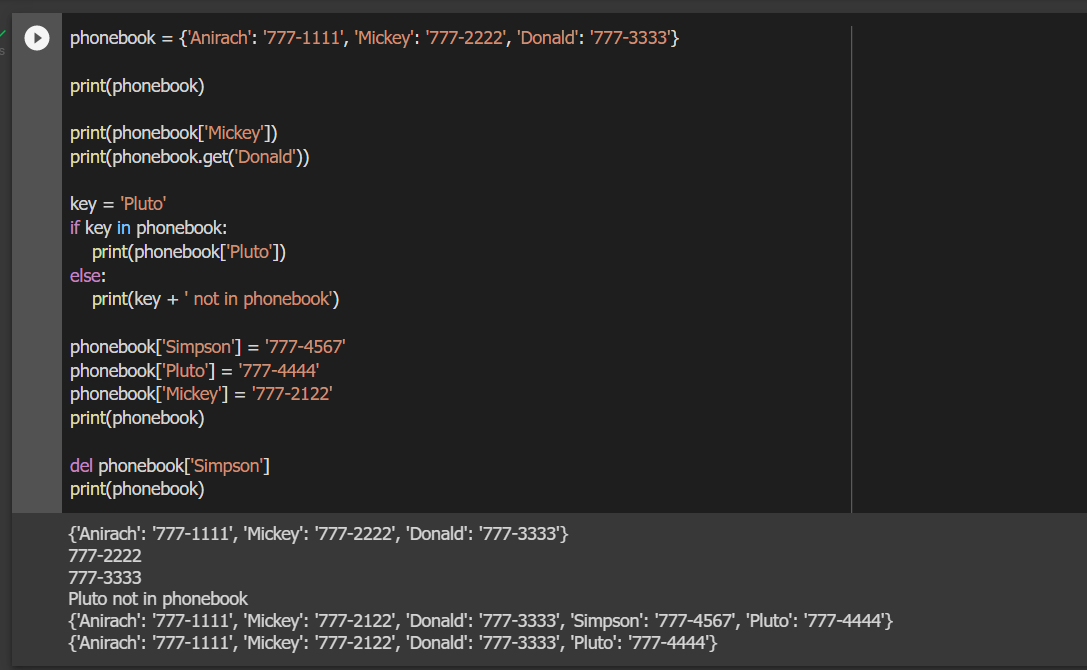 phonebook = {'Anirach': '777-1111', 'Mickey': '777-2222', 'Donald': '777-3333'}
print(phonebook)
print(phonebook['Mickey'])
print(phonebook.get('Donald'))
key = 'Pluto'
if key in phonebook:
    print(phonebook['Pluto'])
else:
    print(key + ' not in phonebook')
phonebook['Simpson'] = '777-4567'
phonebook['Pluto'] = '777-4444'
phonebook['Mickey'] = '777-2122'
print(phonebook)
del phonebook['Simpson']
print(phonebook)
{'Anirach': '777-1111', 'Mickey': '777-2222', 'Donald': '777-3333'}
777-2222
777-3333
Pluto not in phonebook
{'Anirach': '777-1111', 'Mickey': '777-2122', 'Donald': '777-3333', 'Simpson': '777-4567', 'Pluto': '777-4444'}
{'Anirach': '777-1111', 'Mickey': '777-2122', 'Donald': '777-3333', 'Pluto': '777-4444'}